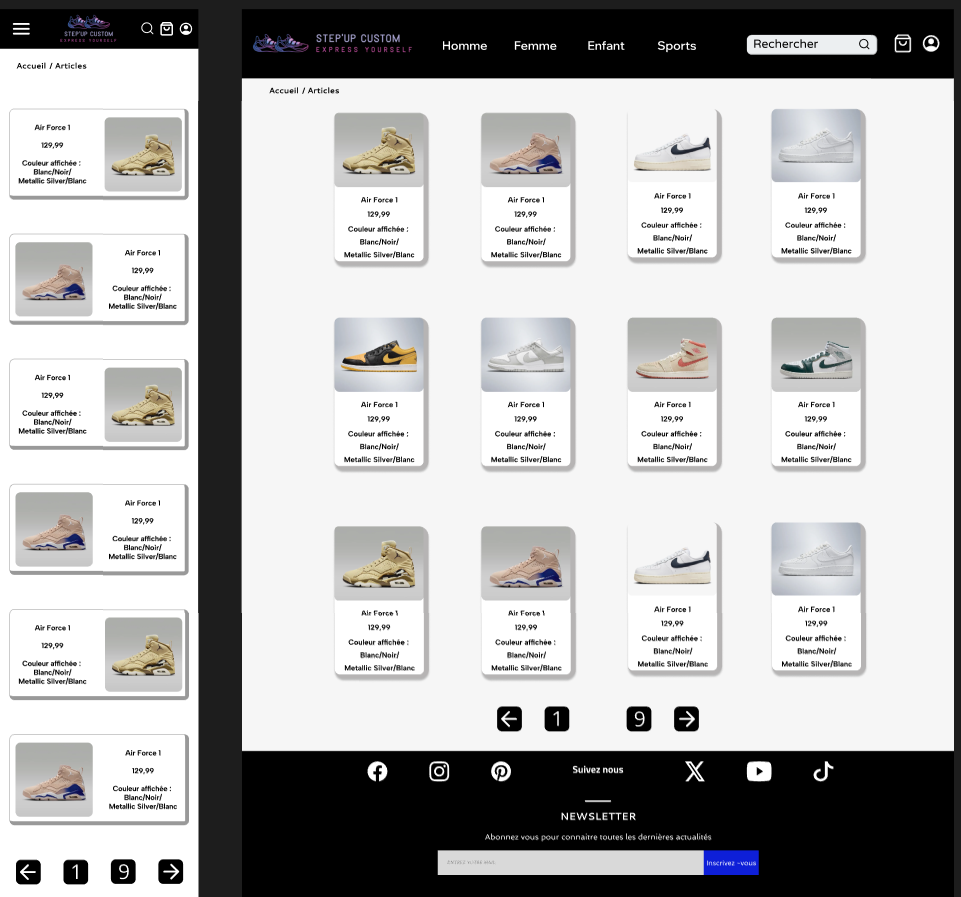 STEP'UP CUSTOM
EXPRESS YOURSELF
Accueil / Articles
Air Force 1
129,99
Couleur affichée :
Blanc/Noir/
Metallic Silver/Blanc
Air Force 1
129,99
Couleur affichée :
Blanc/Noir/
Metallic Silver/Blanc
Air Force 1
129,99
Couleur affichée :
Blanc/Noir/
Metallic Silver/Blanc
Air Force 1
129,99
Couleur affichée :
Blanc/Noir/
Metallic Silver/Blanc
Air Force 1
129,99
Couleur affichée :
Blanc/Noir/
Metallic Silver/Blanc
Air Force 1
129,99
Couleur affichée :
Blanc/Noir/
Metallic Silver/Blanc
1 9
STEP'UP CUSTOM
EXPRESS YOURSELF
Homme Femme Enfant Sports Rechercher
Accueil / Articles
Air Force 1
129,99
Couleur affichée :
Blanc/Noir/
Metallic Silver/Blanc
Air Force 1
129,99
Couleur affichée :
Blanc/Noir/
Metallic Silver/Blanc
Air Force 1
129,99
Couleur affichée :
Blanc/Noir/
Metallic Silver/Blanc
Air Force 1
129,99
Couleur affichée :
Blanc/Noir/
Metallic Silver/Blanc
Air Force 1
129,99
Couleur affichée :
Blanc/Noir/
Metallic Silver/Blanc
Air Force 1
129,99
Couleur affichée :
Blanc/Noir/
Metallic Silver/Blanc
Air Force 1
129,99
Couleur affichée :
Blanc/Noir/
Metallic Silver/Blanc
Air Force 1
129,99
Couleur affichée :
Blanc/Noir/
Metallic Silver/Blanc
Air Force 1
129,99
Couleur affichée :
Blanc/Noir/
Metallic Silver/Blanc
Air Force 1
129,99
Couleur affichée :
Blanc/Noir/
Metallic Silver/Blanc
Air Force 1
129,99
Couleur affichée :
Blanc/Noir/
Metallic Silver/Blanc
Air Force 1
129,99
Couleur affichée :
Blanc/Noir/
Metallic Silver/Blanc
1 9
Suivez nous
NEWSLETTER
Abonnez vous pour connaitre toutes les dernières actualités
ENTREZ VOTRE MAIL
Inscrivez -vous